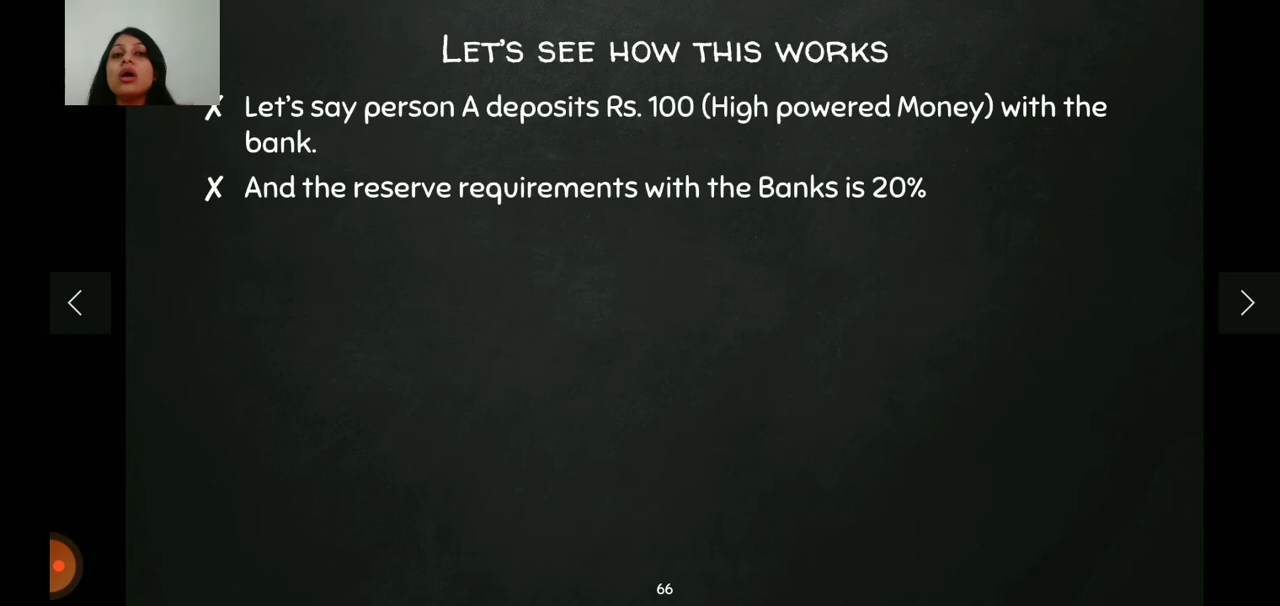 LET'S SEE HOW THIS WORKS
✗ Let's say person A deposits Rs. 100 (High powered Money) with the
bank.
✗ And the reserve requirements with the Banks is 20%
66